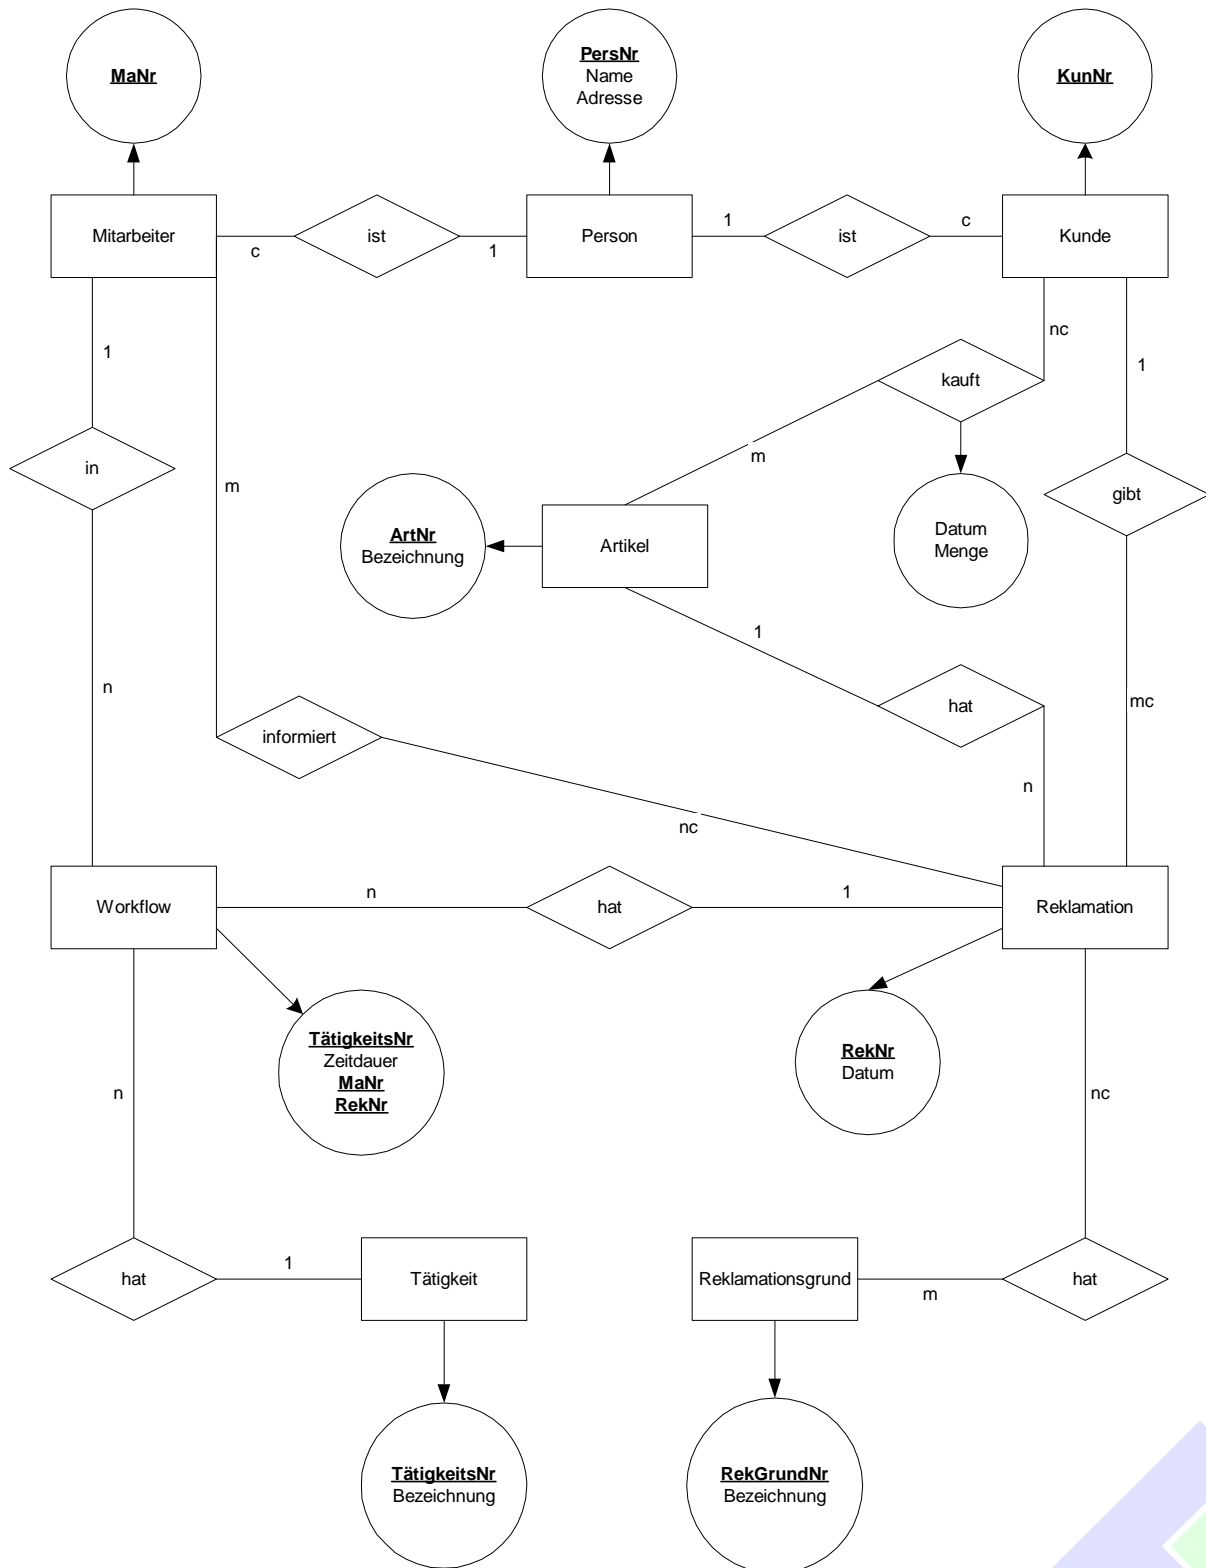 MaNr
PersNr
Name
Adresse
KunNr
Mitarbeiter
c
ist
1
Person
1
ist
c
Kunde
1
nc
1
kauft
m
in
m
gibt
ArtNr
Bezeichnung
Artikel
Datum
Menge
1
n
mc
hat
informiert
n
nc
Workflow
n
hat
1
Reklamation
TätigkeitsNr
Zeitdauer
MaNr
RekNr
RekNr
Datum
n
nc
hat
1
Tätigkeit
Reklamationsgrund
m
hat
TätigkeitsNr
Bezeichnung
RekGrundNr
Bezeichnung